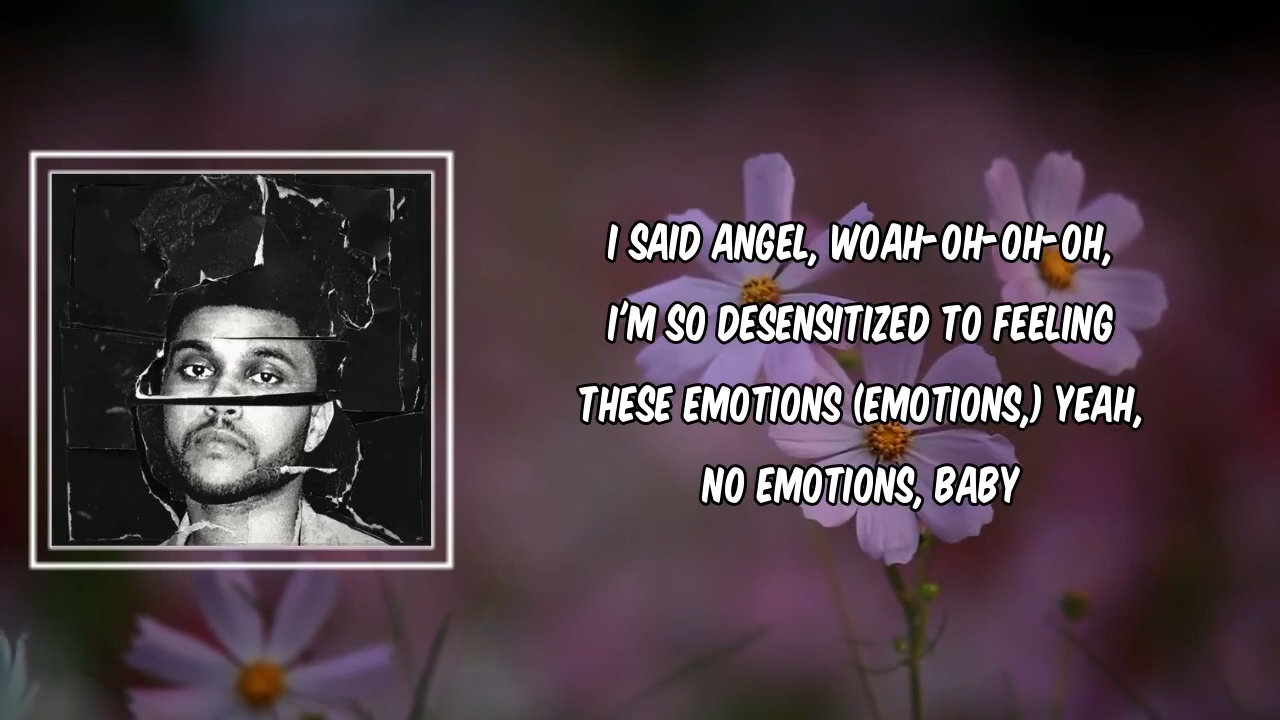 I SAID ANGEL, WOAH-OH-OH-OH,
I'M SO DESENSITIZED TO FEELING
THESE EMOTIONS (EMOTIONS,) YEAH,
NO EMOTIONS, BABY